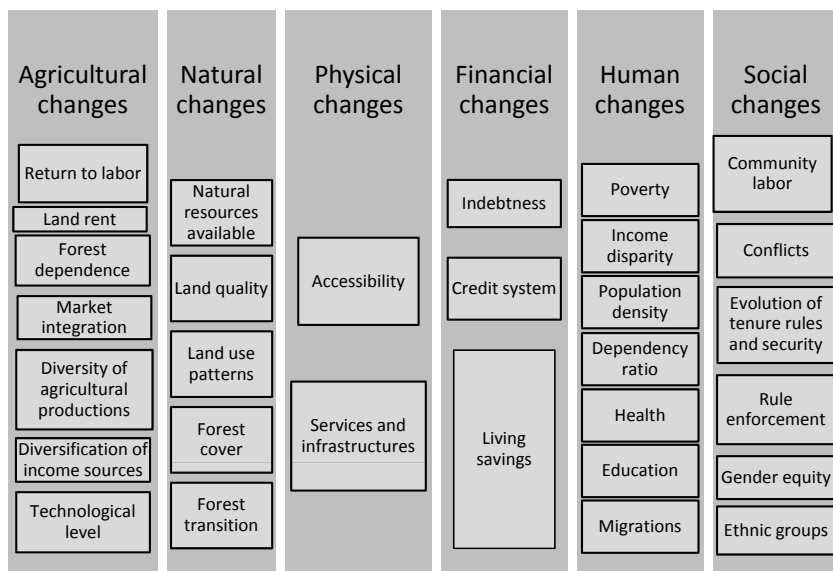 Agricultural
changes
Return to labor
Land rent
Forest
dependence
Market
integration
Diversity of
agricultural
productions
Diversification of
income sources
Technological
level
Natural
changes
Natural
resources
available
Land quality
Land use
patterns
Forest
cover
Forest
transition
Physical
changes
Accessibility
Services and
infrastructures
Financial
changes
Indebtness
Credit system
Living
savings
Human
changes
Poverty
Income
disparity
Population
density
Dependency
ratio
Health
Education
Migrations
Social
changes
Community
labor
Conflicts
Evolution of
tenure rules
and security
Rule
enforcement
Gender equity
Ethnic groups